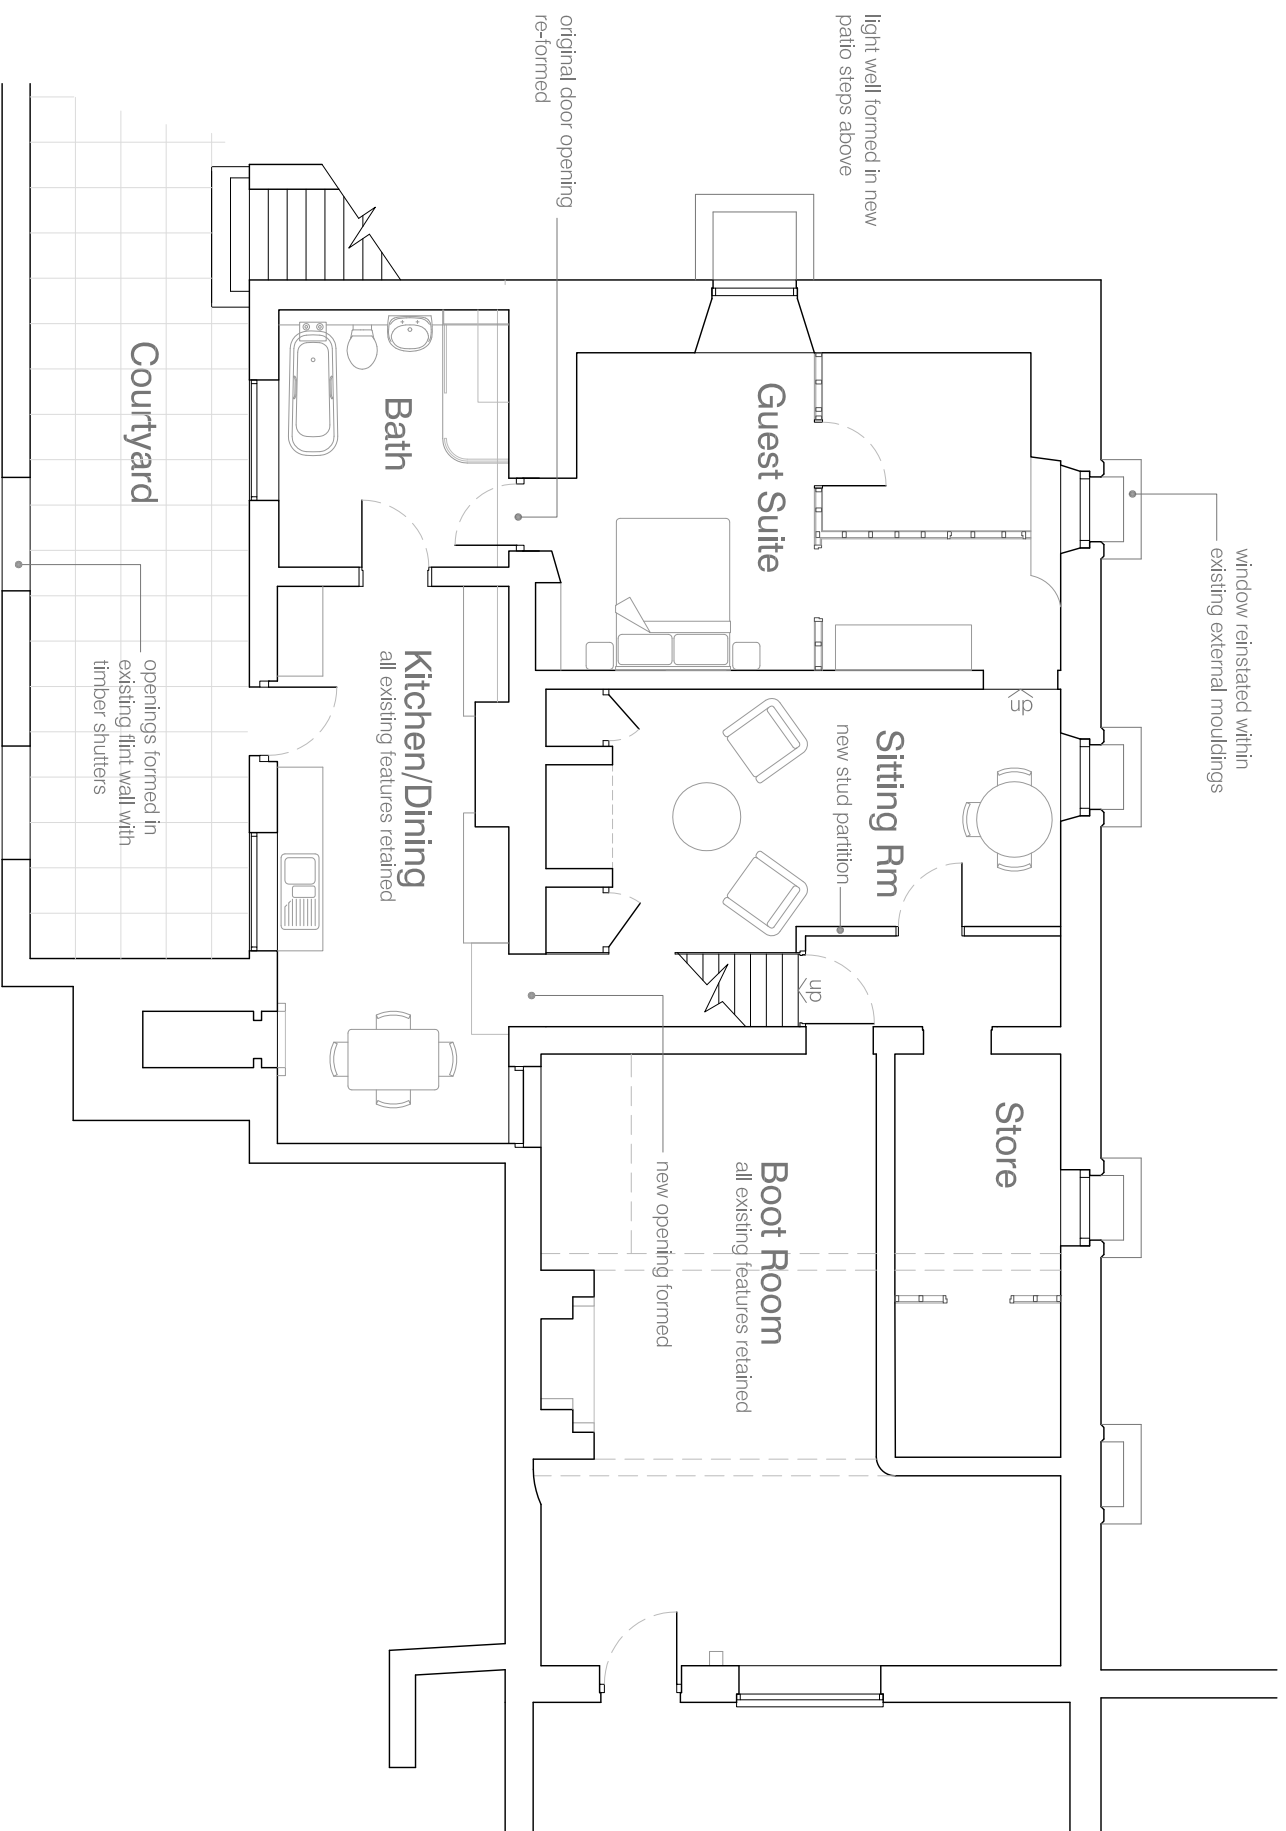 window reinstated within
existing external mouldings
light well formed in new
patio steps above
original door opening
re-formed
Guest Suite
up
Sitting Rm
new stud partition
up
Store
Bath
Kitchen/Dining
all existing features retained
Boot Room
all existing features retained
new opening formed
Courtyard
openings formed in
existing flint wall with
timber shutters